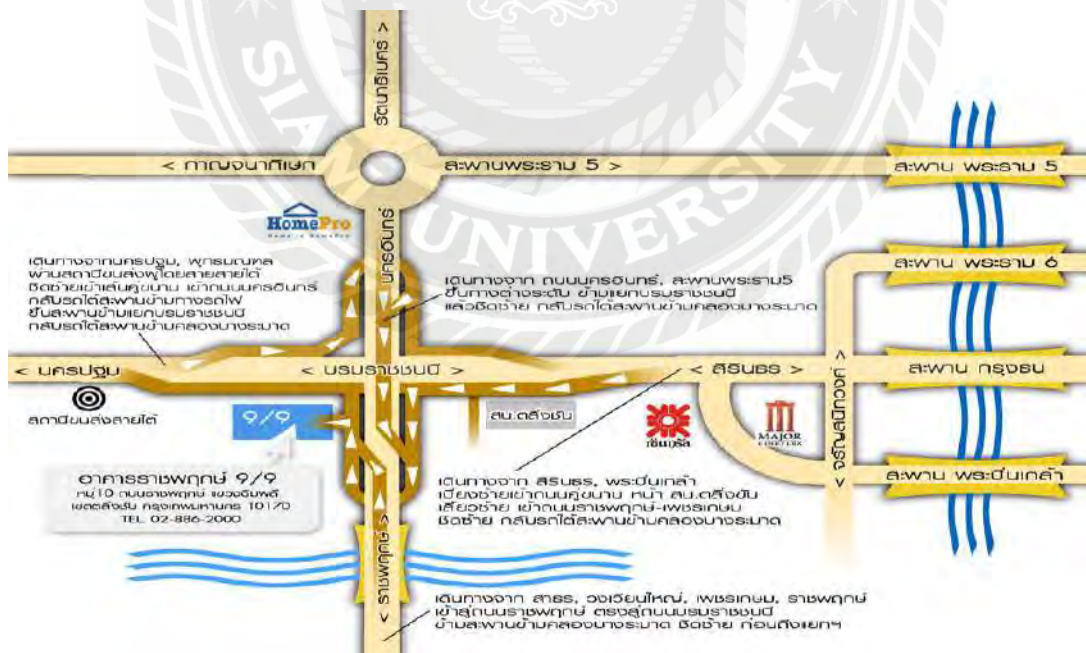 รัตนาธิเบศร์ >
< กาญจนาภิเษก
สะพานพระราม 5 >
สะพาน พระราม 5
SIAM UNIVERSITY
HomePro
นครอินทร์
เดินทางจากนครปฐม, พุทธมณฑล
ผ่านสถานีขนส่งผู้โดยสายสายใต้
ชิดซ้ายเข้าเส้นคู่ขนาน เข้าถนนนครอินทร์
กลับรถใต้สะพานข้ามทางรถไฟ
ขึ้นสะพานข้ามแยกบรมราชชนนี
กลับรถใต้สะพานข้ามคลองบางระมาด
เดินทางจาก ถนนนครอินทร์, สะพานพระราม5
ขึ้นทางต่างระดับ ข้ามแยกบรมราชชนนี
แล้วชิดซ้าย กลับรถใต้สะพานข้ามคลองบางระมาด
สะพาน พระราม 6
< นครปฐม
< บรมราชชนนี >
< สิรินธร >
< จรัญสนิทวงศ์ >
สะพาน กรุงธน
สถานีขนส่งสายใต้
9/9
สน.ตลิ่งชัน
เซ็นทรัล
MAJOR
CINEPLEX
สะพาน พระปิ่นเกล้า
อาคารราชพฤกษ์ 9/9
หมู่10 ถนนราชพฤกษ์ แขวงฉิมพลี
เขตตลิ่งชัน กรุงเทพมหานคร 10170
TEL 02-886-2000
เดินทางจาก สิรินธร, พระปิ่นเกล้า
เบี่ยงซ้ายเข้าถนนคู่ขนาน หน้า สน.ตลิ่งชัน
เลี้ยวซ้าย เข้าถนนราชพฤกษ์-เพชรเกษม
ชิดซ้าย กลับรถใต้สะพานข้ามคลองบางระมาด
< ราชพฤกษ์ >
เดินทางจาก สาธร, วงเวียนใหญ่, เพชรเกษม, ราชพฤกษ์
เข้าสู่ถนนราชพฤกษ์ ตรงสู่ถนนบรมราชชนนี
ข้ามสะพานข้ามคลองบางระมาด ชิดซ้าย ก่อนถึงแยกฯ